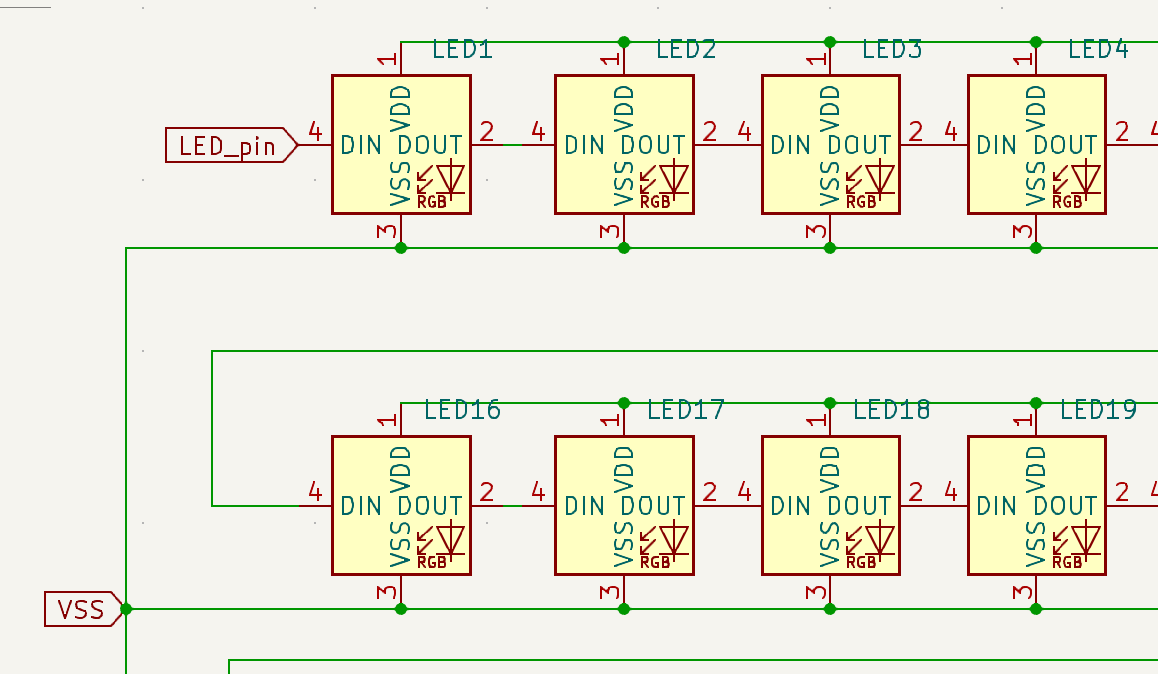 LED1 LED2 LED3 LED4
1 1 1 1
VDD VDD VDD VDD
LED_pin 4 DIN DOUT 2 4 DIN DOUT 2 4 DIN DOUT 2 4 DIN DOUT 2 4
VSS VSS VSS VSS
RGB RGB RGB RGB
3 3 3 3
LED16 LED17 LED18 LED19
1 1 1 1
VDD VDD VDD VDD
4 DIN DOUT 2 4 DIN DOUT 2 4 DIN DOUT 2 4 DIN DOUT 2 4
VSS VSS VSS VSS
RGB RGB RGB RGB
3 3 3 3
VSS